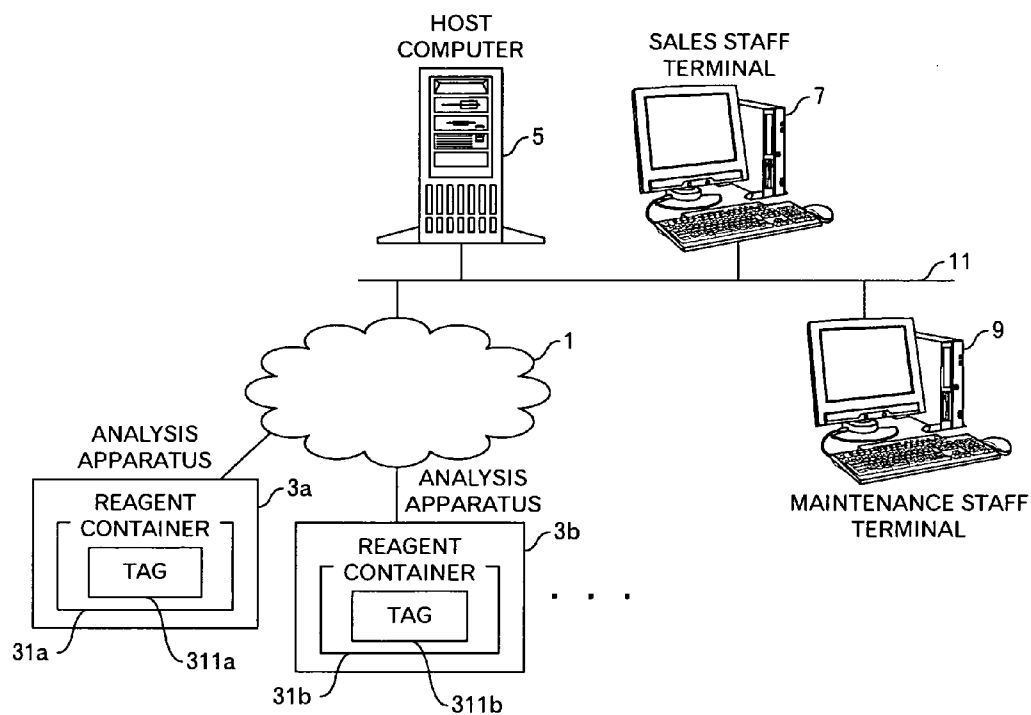 HOST
COMPUTER
5
SALES STAFF
TERMINAL
7
11
1
9
MAINTENANCE STAFF
TERMINAL
ANALYSIS
APPARATUS
3a
REAGENT
CONTAINER
TAG
31a
311a
ANALYSIS
APPARATUS
3b
REAGENT
CONTAINER
TAG
31b
311b
. . .